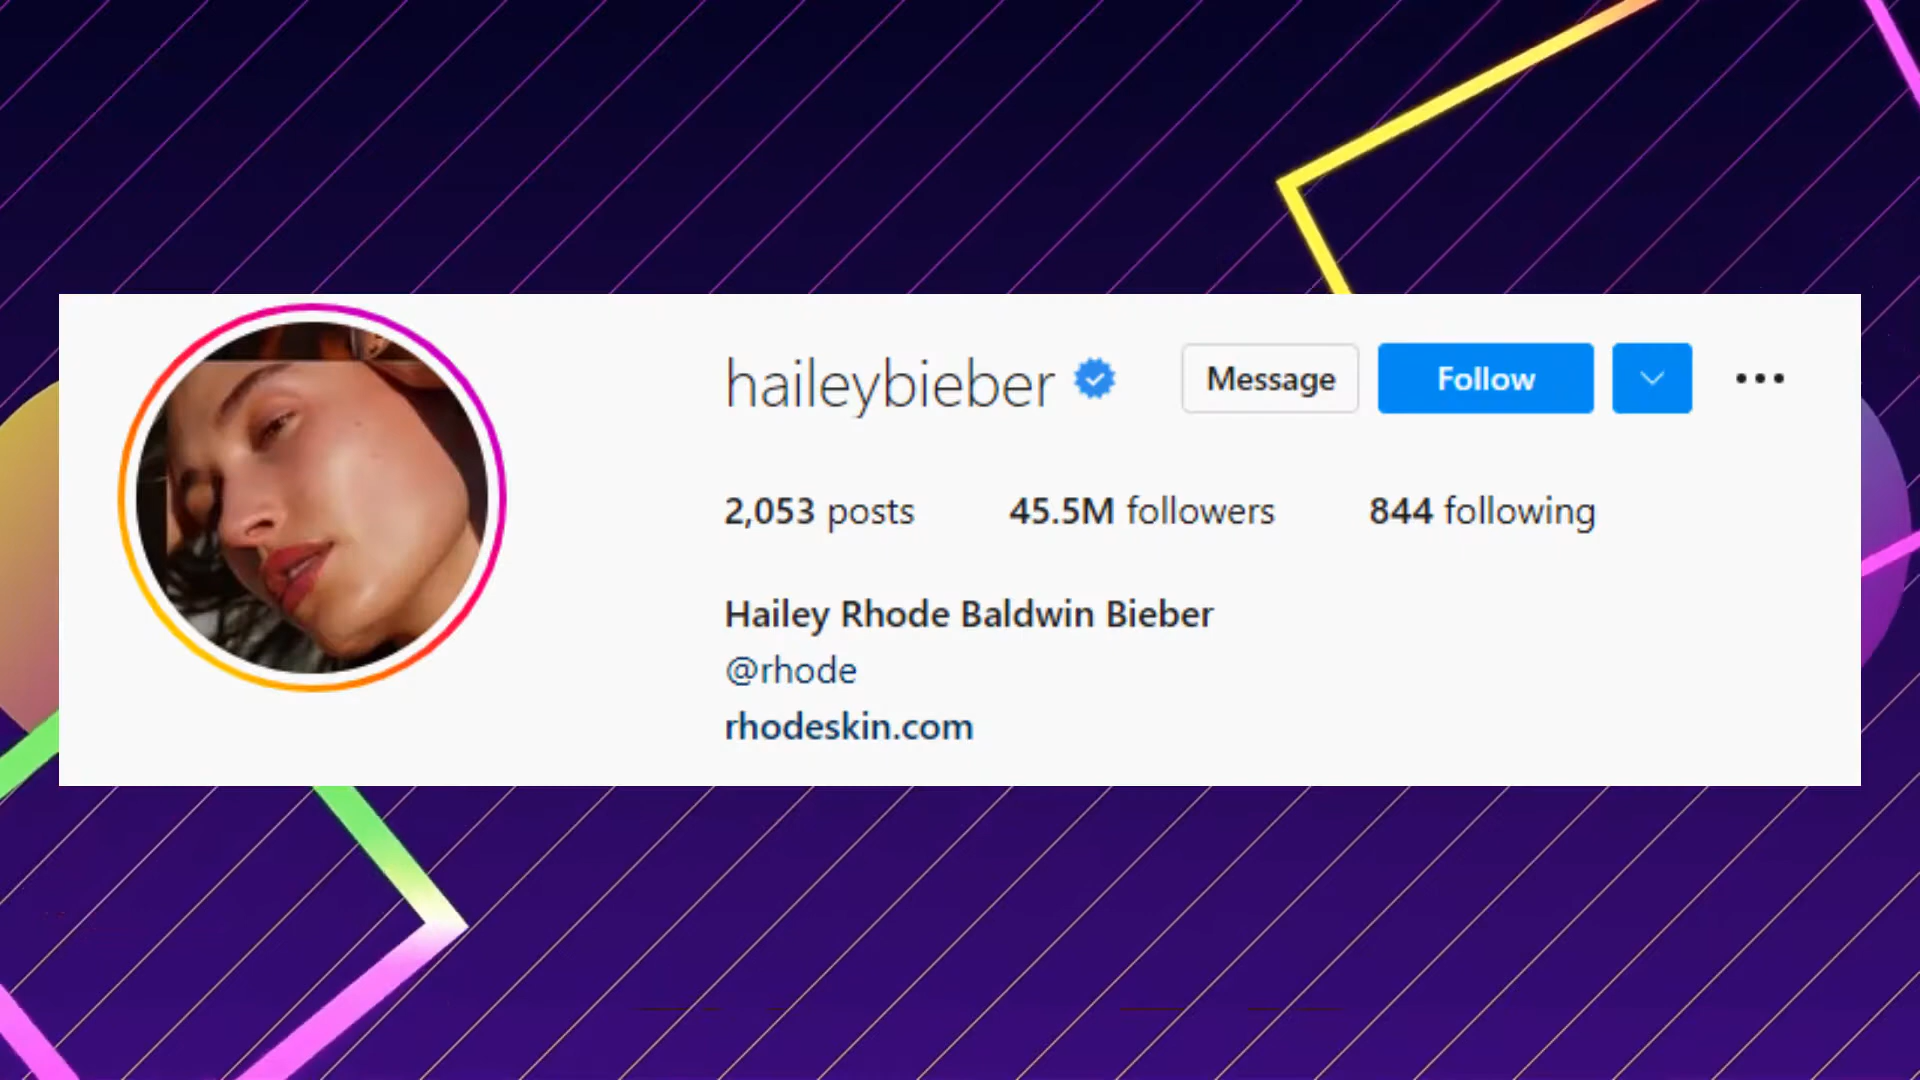 haileybieber Message Follow
2,053 posts 45.5M followers 844 following
Hailey Rhode Baldwin Bieber
@rhode
rhodeskin.com